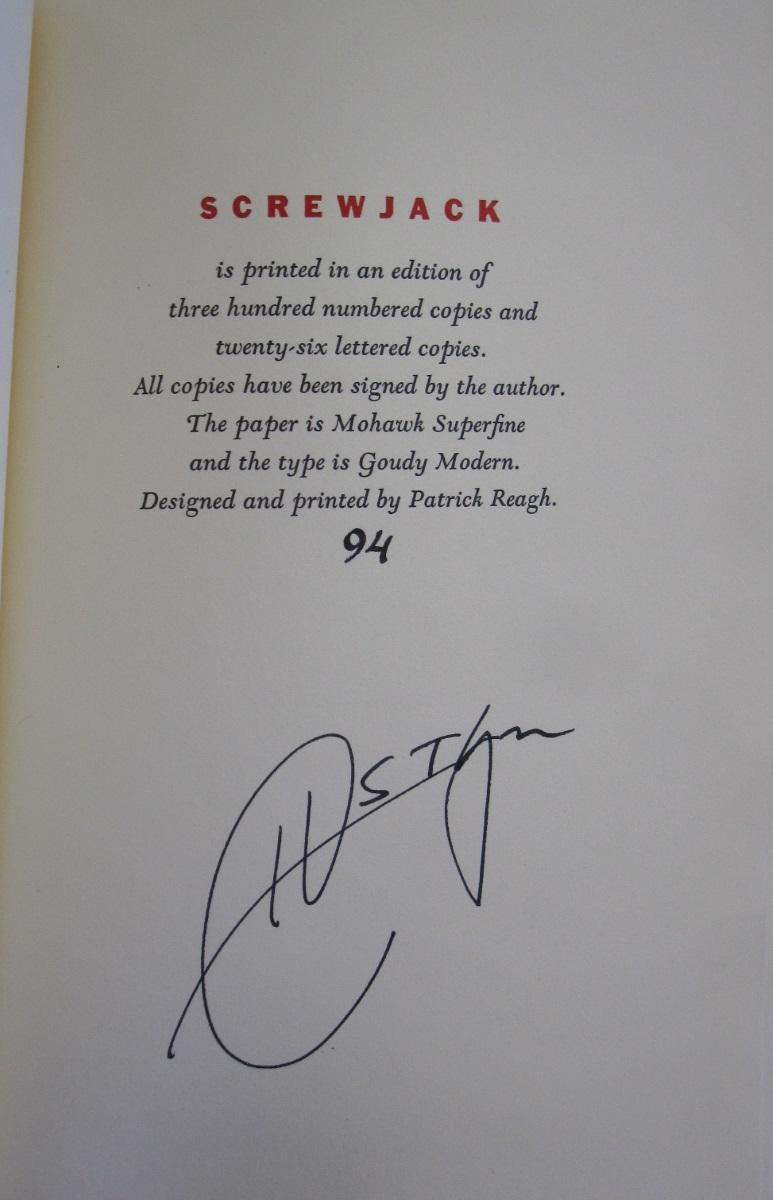 SCREWJACK
is printed in an edition of
three hundred numbered copies and
twenty-six lettered copies.
All copies have been signed by the author.
The paper is Mohawk Superfine
and the type is Goudy Modern.
Designed and printed by Patrick Reagh.
94